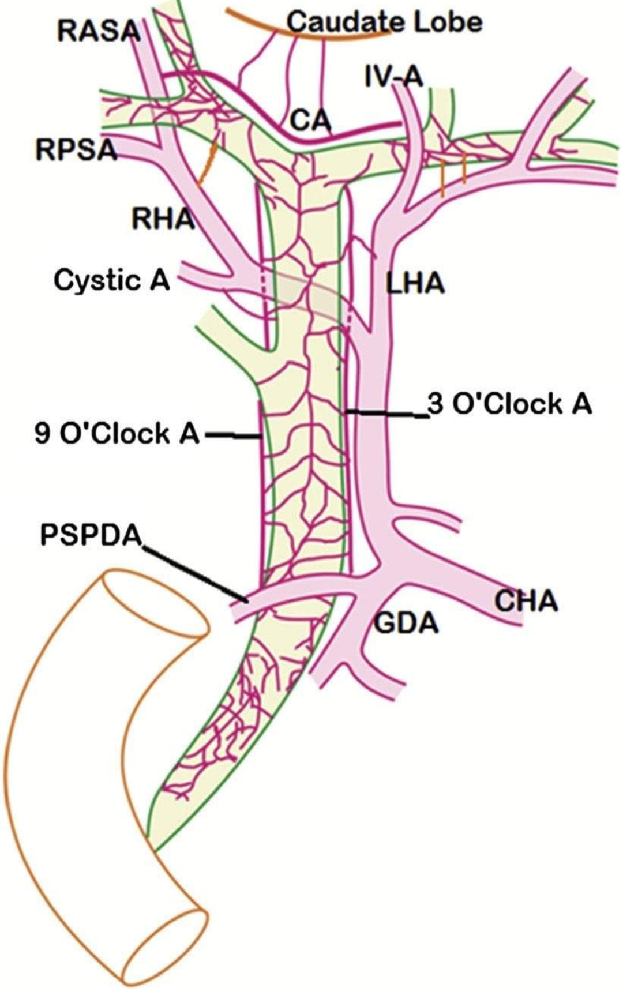 RASA
Caudate Lobe
IV-A
CA
RPSA
RHA
Cystic A
LHA
3 O'Clock A
9 O'Clock A
PSPDA
CHA
GDA